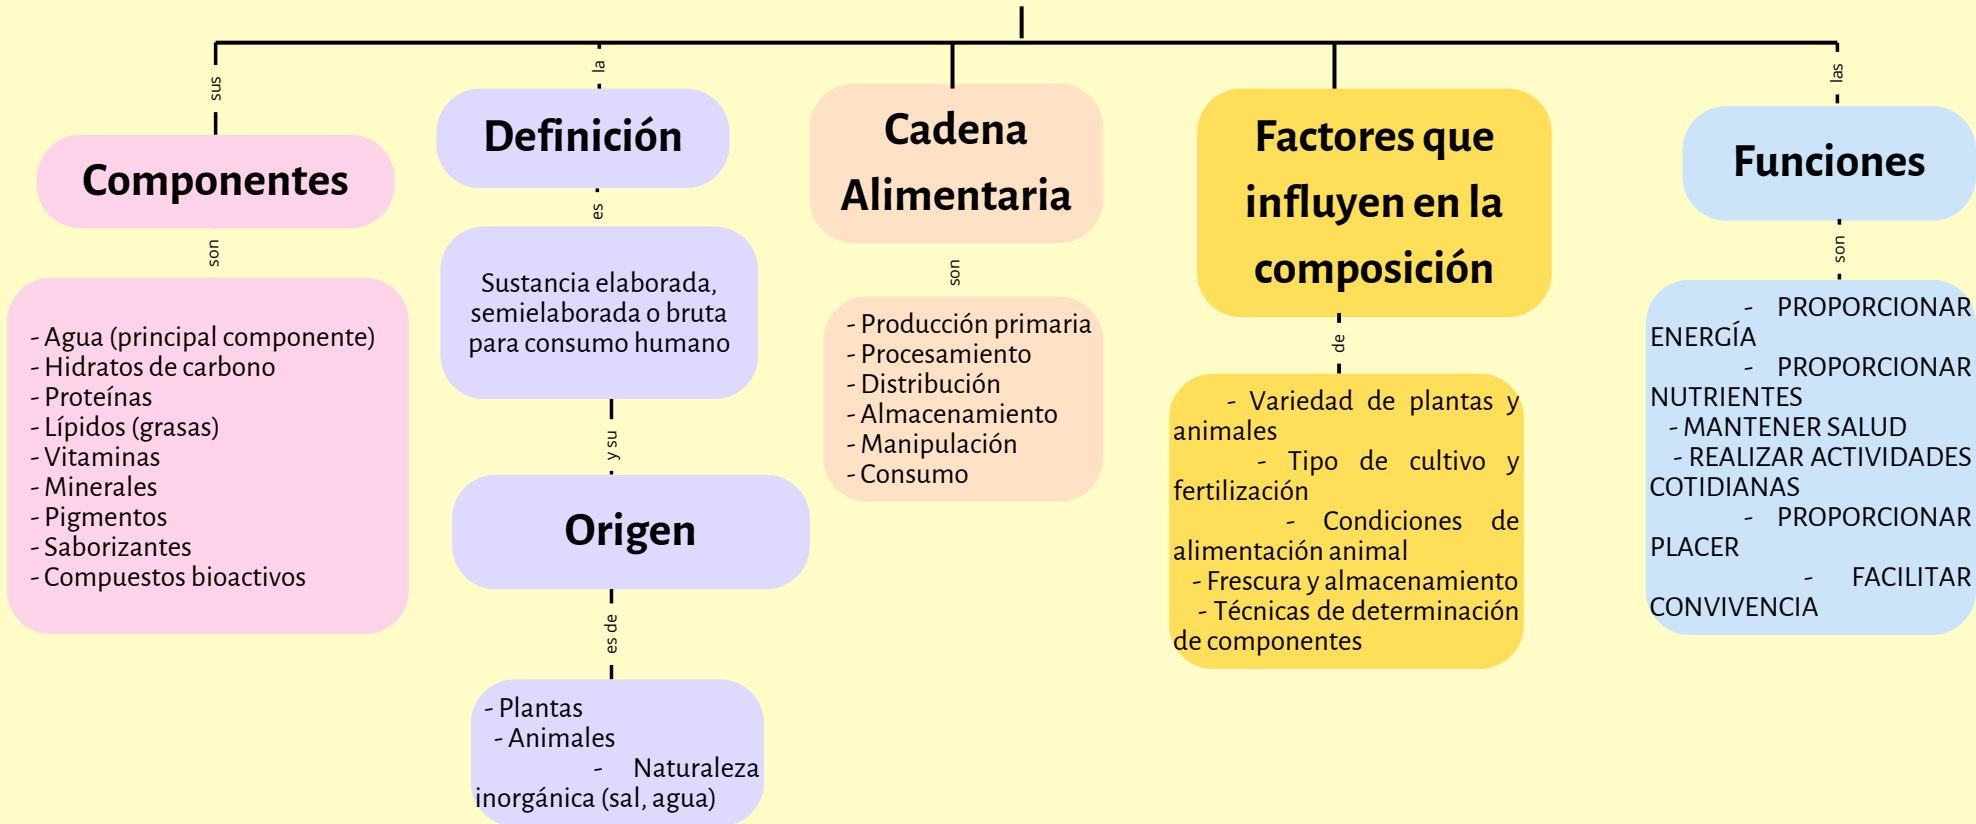 sus
Componentes
son
- Agua (principal componente)
- Hidratos de carbono
- Proteínas
- Lípidos (grasas)
- Vitaminas
- Minerales
- Pigmentos
- Saborizantes
- Compuestos bioactivos
la
Definición
es
Sustancia elaborada,
semielaborada o bruta
para consumo humano
y su
Origen
es de
- Plantas
- Animales
- Naturaleza
inorgánica (sal, agua)
Cadena
Alimentaria
son
- Producción primaria
- Procesamiento
- Distribución
- Almacenamiento
- Manipulación
- Consumo
Factores que
influyen en la
composición
de
- Variedad de plantas y
animales
- Tipo de cultivo y
fertilización
- Condiciones de
alimentación animal
- Frescura y almacenamiento
- Técnicas de determinación
de componentes
las
Funciones
son
- PROPORCIONAR
ENERGÍA
- PROPORCIONAR
NUTRIENTES
- MANTENER SALUD
- REALIZAR ACTIVIDADES
COTIDIANAS
- PROPORCIONAR
PLACER
- FACILITAR
CONVIVENCIA